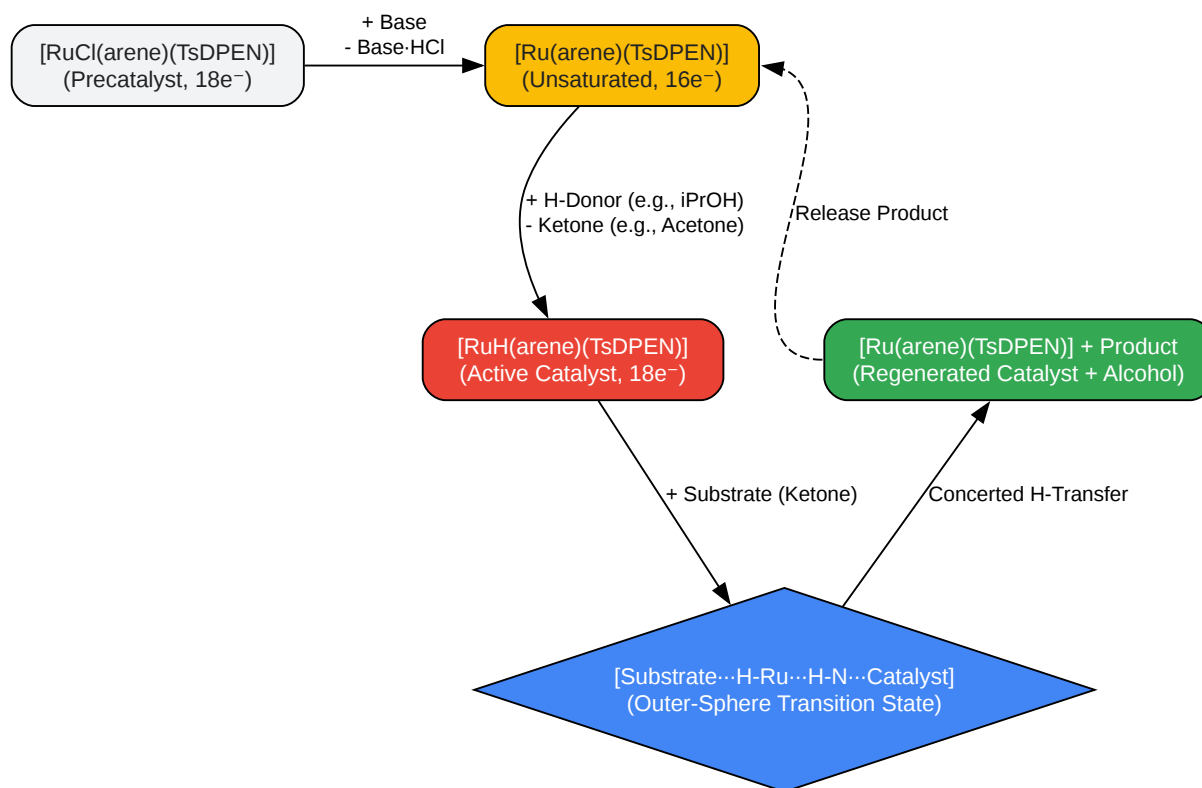 [RuCl(arene)(TsDPEN)]
(Precatalyst, 18e⁻)
+ Base
- Base·HCl
[Ru(arene)(TsDPEN)]
(Unsaturated, 16e⁻)
+ H-Donor (e.g., iPrOH)
- Ketone (e.g., Acetone)
Release Product
[RuH(arene)(TsDPEN)]
(Active Catalyst, 18e⁻)
[Ru(arene)(TsDPEN)] + Product
(Regenerated Catalyst + Alcohol)
+ Substrate (Ketone)
Concerted H-Transfer
[Substrate···H-Ru···H-N···Catalyst]
(Outer-Sphere Transition State)